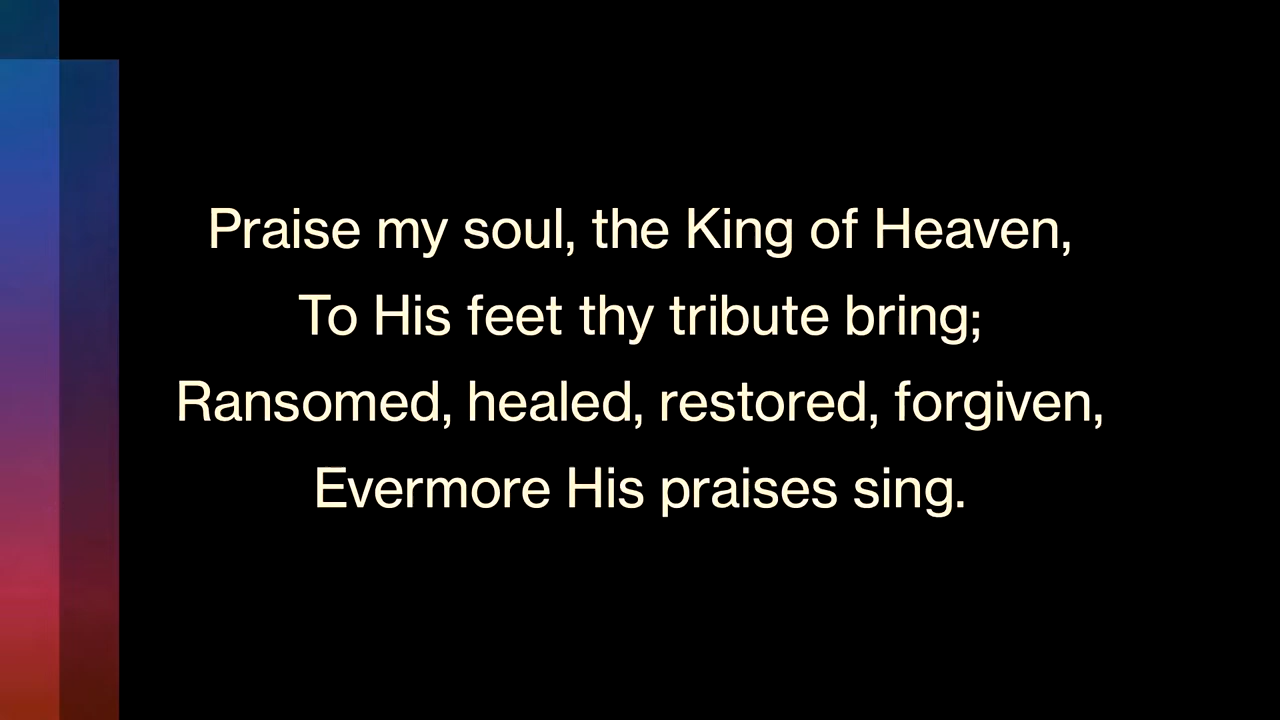 Praise my soul, the King of Heaven,
To His feet thy tribute bring;
Ransomed, healed, restored, forgiven,
Evermore His praises sing.